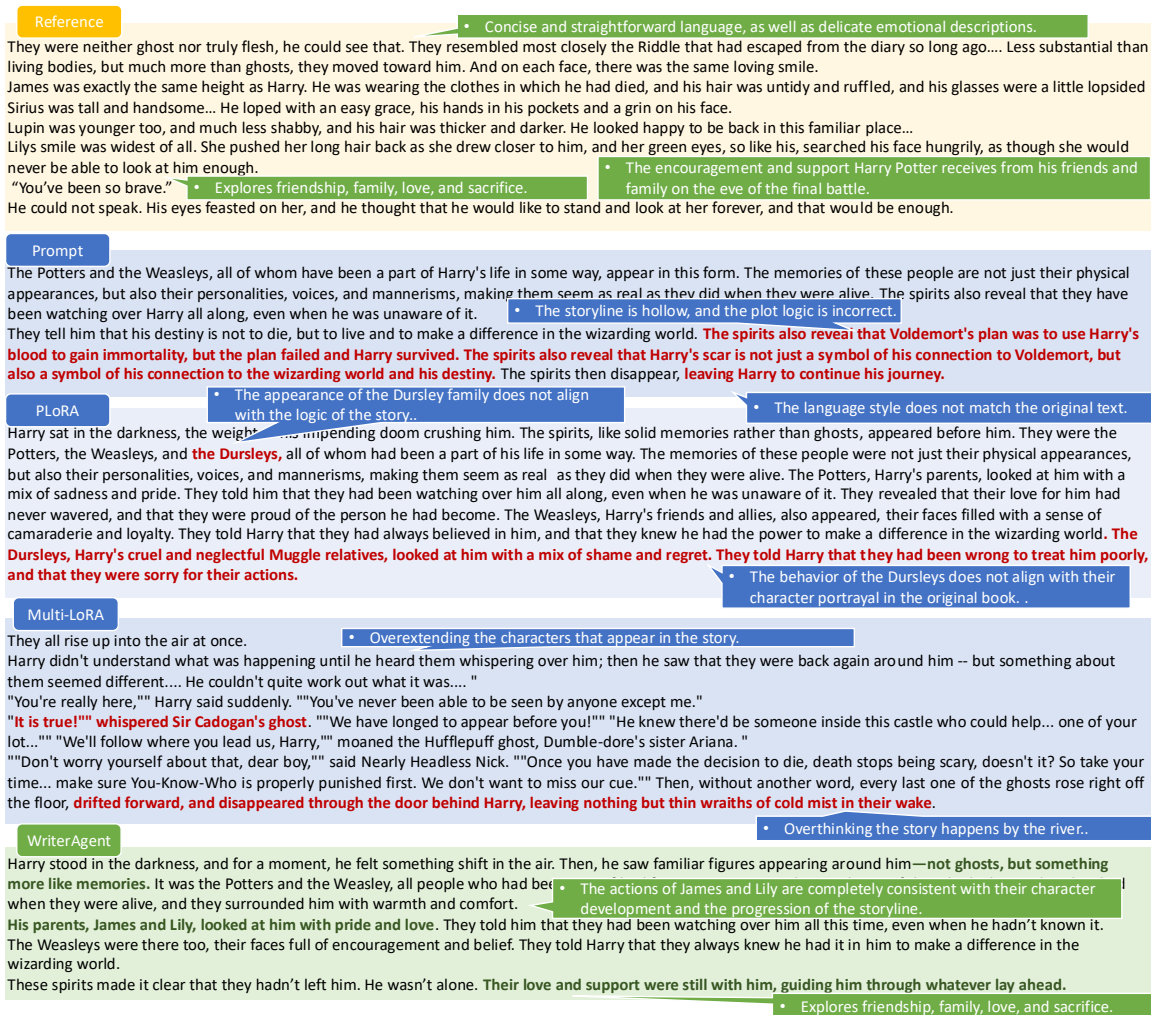 Reference
• Concise and straightforward language, as well as delicate emotional descriptions.
They were neither ghost nor truly flesh, he could see that. They resembled most closely the Riddle that had escaped from the diary so long ago…. Less substantial than
living bodies, but much more than ghosts, they moved toward him. And on each face, there was the same loving smile.
James was exactly the same height as Harry. He was wearing the clothes in which he had died, and his hair was untidy and ruffled, and his glasses were a little lopsided
Sirius was tall and handsome… He loped with an easy grace, his hands in his pockets and a grin on his face.
Lupin was younger too, and much less shabby, and his hair was thicker and darker. He looked happy to be back in this familiar place…
Lilys smile was widest of all. She pushed her long hair back as she drew closer to him, and her green eyes, so like his, searched his face hungrily, as though she would
never be able to look at him enough.
• The encouragement and support Harry Potter receives from his friends and
family on the eve of the final battle.
“You’ve been so brave.”
• Explores friendship, family, love, and sacrifice.
He could not speak. His eyes feasted on her, and he thought that he would like to stand and look at her forever, and that would be enough.
Prompt
The Potters and the Weasleys, all of whom have been a part of Harry's life in some way, appear in this form. The memories of these people are not just their physical
appearances, but also their personalities, voices, and mannerisms, making them seem as real as they did when they were alive. The spirits also reveal that they have
been watching over Harry all along, even when he was unaware of it.
• The storyline is hollow, and the plot logic is incorrect.
They tell him that his destiny is not to die, but to live and to make a difference in the wizarding world. The spirits also reveal that Voldemort's plan was to use Harry's
blood to gain immortality, but the plan failed and Harry survived. The spirits also reveal that Harry's scar is not just a symbol of his connection to Voldemort, but
also a symbol of his connection to the wizarding world and his destiny. The spirits then disappear, leaving Harry to continue his journey.
• The appearance of the Dursley family does not align
with the logic of the story..
• The language style does not match the original text.
PLoRA
Harry sat in the darkness, the weight his impending doom crushing him. The spirits, like solid memories rather than ghosts, appeared before him. They were the
Potters, the Weasleys, and the Dursleys, all of whom had been a part of his life in some way. The memories of these people were not just their physical appearances,
but also their personalities, voices, and mannerisms, making them seem as real as they did when they were alive. The Potters, Harry's parents, looked at him with a
mix of sadness and pride. They told him that they had been watching over him all along, even when he was unaware of it. They revealed that their love for him had
never wavered, and that they were proud of the person he had become. The Weasleys, Harry's friends and allies, also appeared, their faces filled with a sense of
camaraderie and loyalty. They told Harry that they had always believed in him, and that they knew he had the power to make a difference in the wizarding world. The
Dursleys, Harry's cruel and neglectful Muggle relatives, looked at him with a mix of shame and regret. They told Harry that they had been wrong to treat him poorly,
and that they were sorry for their actions.
• The behavior of the Dursleys does not align with their
character portrayal in the original book. .
Multi-LoRA
They all rise up into the air at once.
• Overextending the characters that appear in the story.
Harry didn't understand what was happening until he heard them whispering over him; then he saw that they were back again around him -- but something about
them seemed different.... He couldn't quite work out what it was.... "
"You're really here,"" Harry said suddenly. ""You've never been able to be seen by anyone except me."
"It is true!"" whispered Sir Cadogan's ghost. ""We have longed to appear before you!"" "He knew there'd be someone inside this castle who could help... one of your
lot..."" "We'll follow where you lead us, Harry,"" moaned the Hufflepuff ghost, Dumble-dore's sister Ariana. "
""Don't worry yourself about that, dear boy,"" said Nearly Headless Nick. ""Once you have made the decision to die, death stops being scary, doesn't it? So take your
time... make sure You-Know-Who is properly punished first. We don't want to miss our cue."" Then, without another word, every last one of the ghosts rose right off
the floor, drifted forward, and disappeared through the door behind Harry, leaving nothing but thin wraiths of cold mist in their wake.
• Overthinking the story happens by the river..
WriterAgent
Harry stood in the darkness, and for a moment, he felt something shift in the air. Then, he saw familiar figures appearing around him—not ghosts, but something
more like memories. It was the Potters and the Weasley, all people who had
• The actions of James and Lily are completely consistent with their character
development and the progression of the storyline.
when they were alive, and they surrounded him with warmth and comfort.
His parents, James and Lily, looked at him with pride and love. They told him that they had been watching over him all this time, even when he hadn’t known it.
The Weasleys were there too, their faces full of encouragement and belief. They told Harry that they always knew he had it in him to make a difference in the
wizarding world.
These spirits made it clear that they hadn’t left him. He wasn’t alone. Their love and support were still with him, guiding him through whatever lay ahead.
• Explores friendship, family, love, and sacrifice.